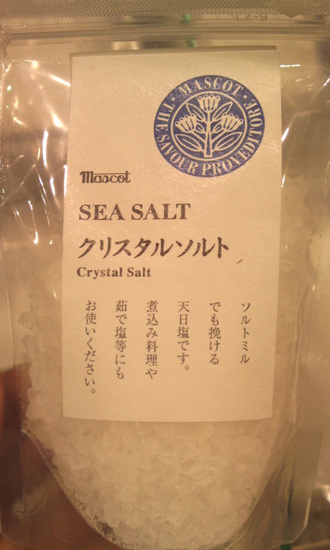 MASCOT
THE SAVOUR PROVEDITORE
mascot
SEA SALT
クリスタルソルト
Crystal Salt
ソルトミル
でも挽ける
天日塩です。
煮込み料理や
茹で塩等にも
お使いください。